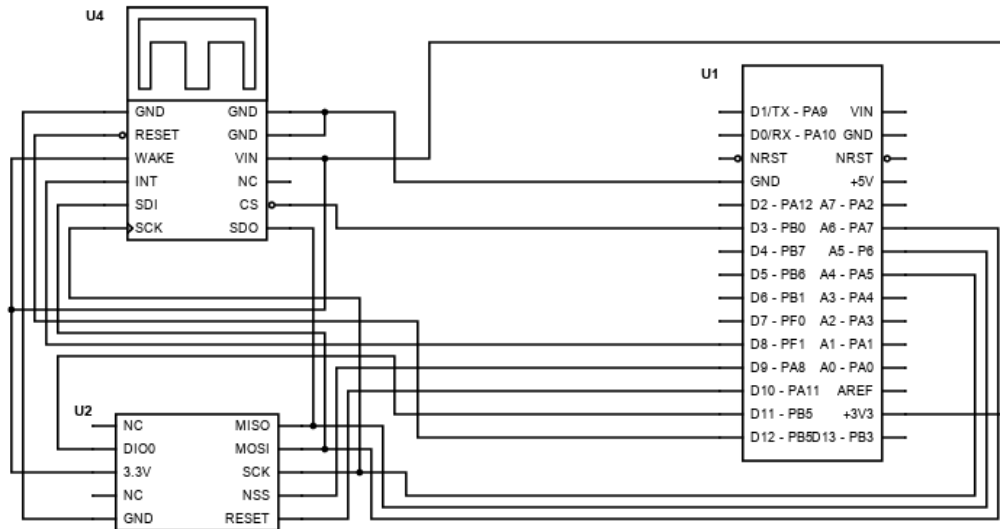 U4
GND GND
RESET GND
WAKE VIN
INT NC
SDI CS
SCK SDO
U1
D1/TX - PA9 VIN
D0/RX - PA10 GND
NRST NRST
GND +5V
D2 - PA12 A7 - PA2
D3 - PB0 A6 - PA7
D4 - PB7 A5 - P6
D5 - PB6 A4 - PA5
D6 - PB1 A3 - PA4
D7 - PF0 A2 - PA3
D8 - PF1 A1 - PA1
D9 - PA8 A0 - PA0
D10 - PA11 AREF
D11 - PB5 +3V3
D12 - PB5D13 - PB3
U2
NC MISO
DIO0 MOSI
3.3V SCK
NC NSS
GND RESET